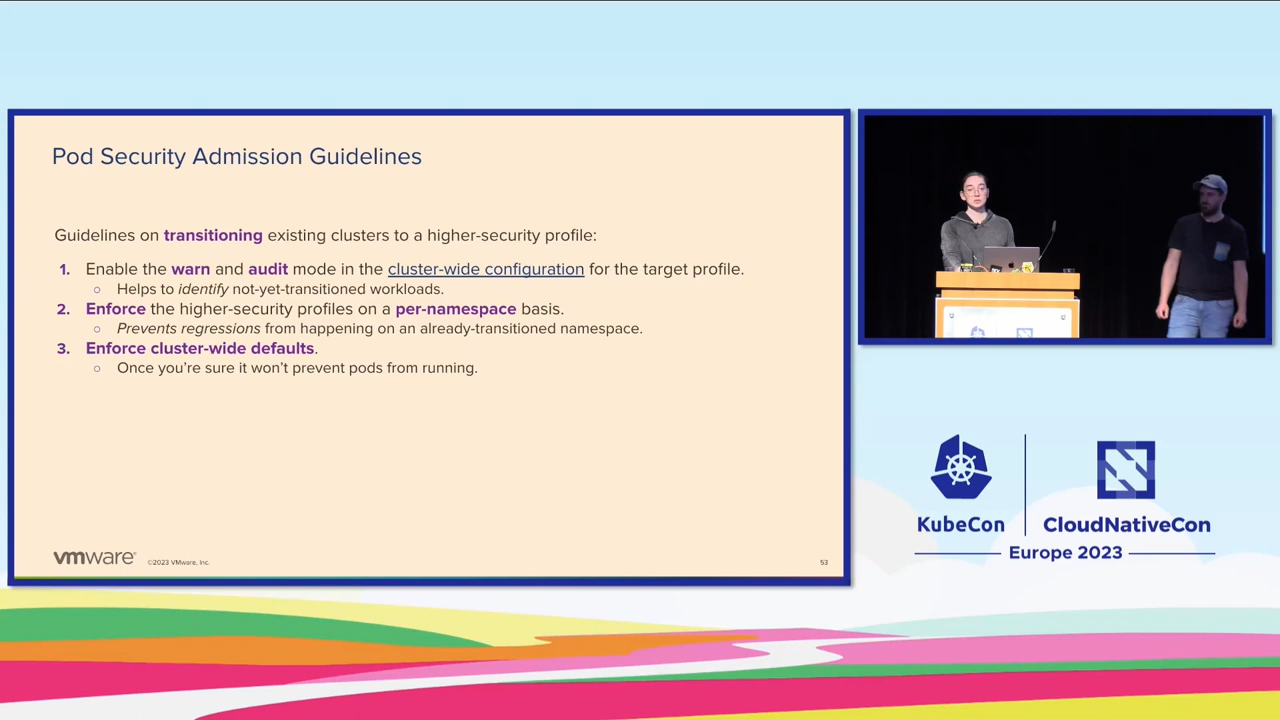 Pod Security Admission Guidelines
Guidelines on transitioning existing clusters to a higher-security profile:
1. Enable the warn and audit mode in the cluster-wide configuration for the target profile.
○ Helps to identify not-yet-transitioned workloads.
2. Enforce the higher-security profiles on a per-namespace basis.
○ Prevents regressions from happening on an already-transitioned namespace.
3. Enforce cluster-wide defaults.
○ Once you’re sure it won’t prevent pods from running.
vmware®
©2023 VMware, Inc.
53
KubeCon
CloudNativeCon
Europe 2023